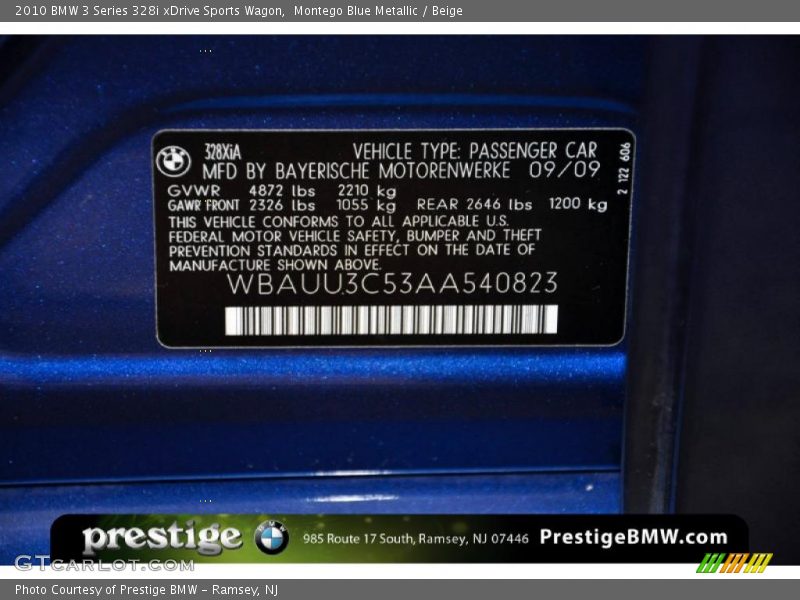 2010 BMW 3 Series 328i xDrive Sports Wagon,  Montego Blue Metallic / Beige
328XiA VEHICLE TYPE: PASSENGER CAR
MFD BY BAYERISCHE MOTORENWERKE 09/09
GVWR 4872 lbs 2210 kg
GAWR FRONT 2326 lbs 1055 kg REAR 2646 lbs 1200 kg
THIS VEHICLE CONFORMS TO ALL APPLICABLE U.S.
FEDERAL MOTOR VEHICLE SAFETY, BUMPER AND THEFT
PREVENTION STANDARDS IN EFFECT ON THE DATE OF
MANUFACTURE SHOWN ABOVE.
WBAUU3C53AA540823
2 122 606
prestige BMW 985 Route 17 South, Ramsey, NJ 07446 PrestigeBMW.com
GTCARLOT.COM
Photo Courtesy of Prestige BMW - Ramsey, NJ